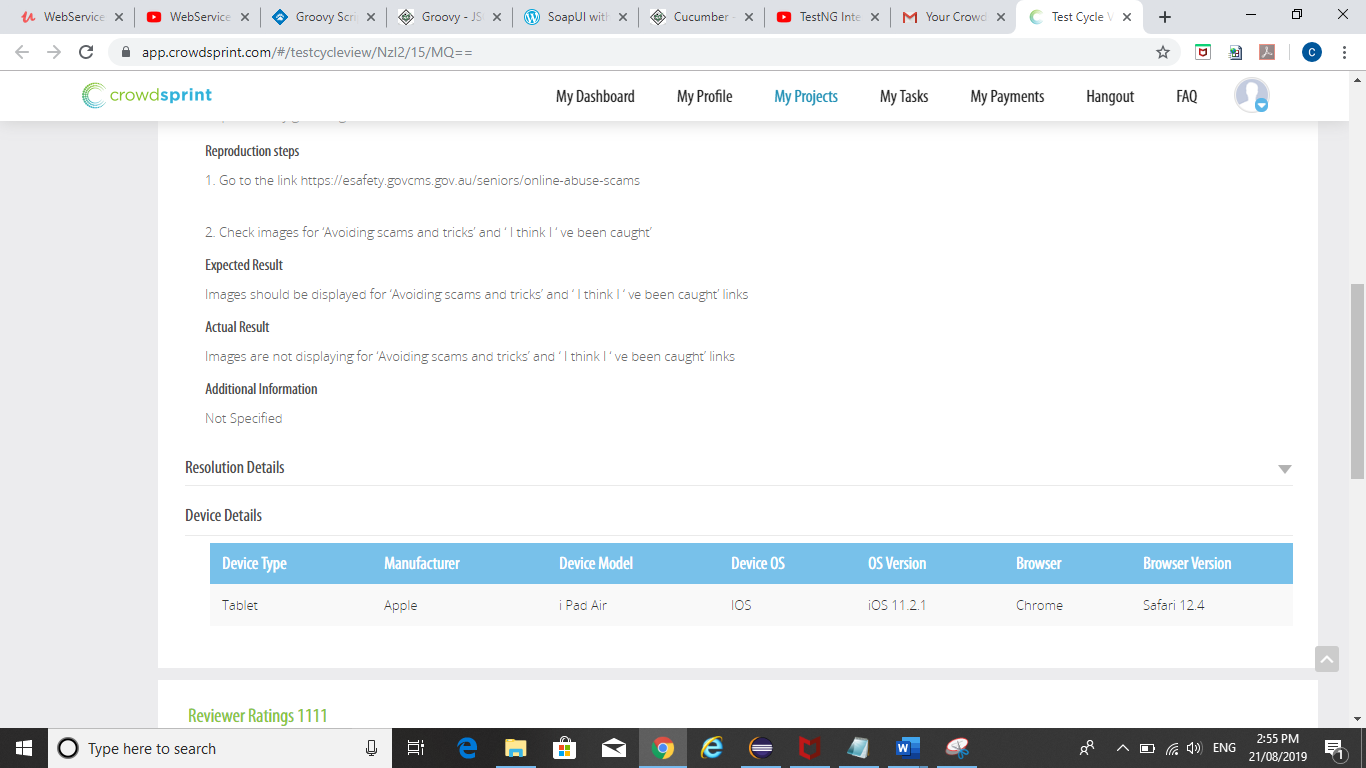 WebService
WebService
Groovy Scri
Groovy - JS
SoapUI with
Cucumber -
TestNG Inte
Your Crowd
Test Cycle V
app.crowdsprint.com/#/testcycleview/NzI2/15/MQ==
C
crowdsprint
My Dashboard
My Profile
My Projects
My Tasks
My Payments
Hangout
FAQ
Reproduction steps
1. Go to the link https://esafety.govcms.gov.au/seniors/online-abuse-scams
2. Check images for ‘Avoiding scams and tricks’ and ‘ I think I ‘ ve been caught’
Expected Result
Images should be displayed for ‘Avoiding scams and tricks’ and ‘ I think I ‘ ve been caught’ links
Actual Result
Images are not displaying for ‘Avoiding scams and tricks’ and ‘ I think I ‘ ve been caught’ links
Additional Information
Not Specified
Resolution Details
Device Details
Device Type Manufacturer Device Model Device OS OS Version Browser Browser Version
Tablet Apple i Pad Air IOS iOS 11.2.1 Chrome Safari 12.4
Reviewer Ratings 1111
Type here to search
ENG
2:55 PM
21/08/2019
1